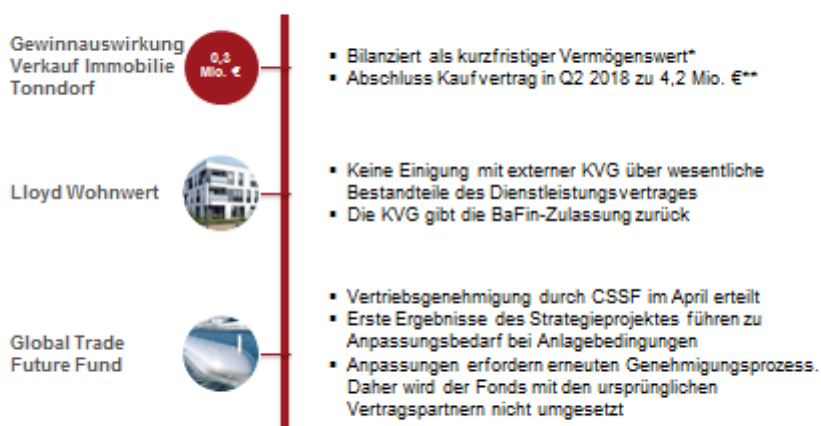 Gewinnauswirkung
Verkauf Immobilie
Tonndorf
0,3
Mio. €
▪ Bilanziert als kurzfristiger Vermögenswert*
▪ Abschluss Kaufvertrag in Q2 2018 zu 4,2 Mio. €**
Lloyd Wohnwert
▪ Keine Einigung mit externer KVG über wesentliche
Bestandteile des Dienstleistungsvertrages
▪ Die KVG gibt die BaFin-Zulassung zurück
Global Trade
Future Fund
▪ Vertriebsgenehmigung durch CSSF im April erteilt
▪ Erste Ergebnisse des Strategieprojektes führen zu
Anpassungsbedarf bei Anlagebedingungen
▪ Anpassungen erfordern erneuten Genehmigungsprozess.
Daher wird der Fonds mit den ursprünglichen
Vertragspartnern nicht umgesetzt